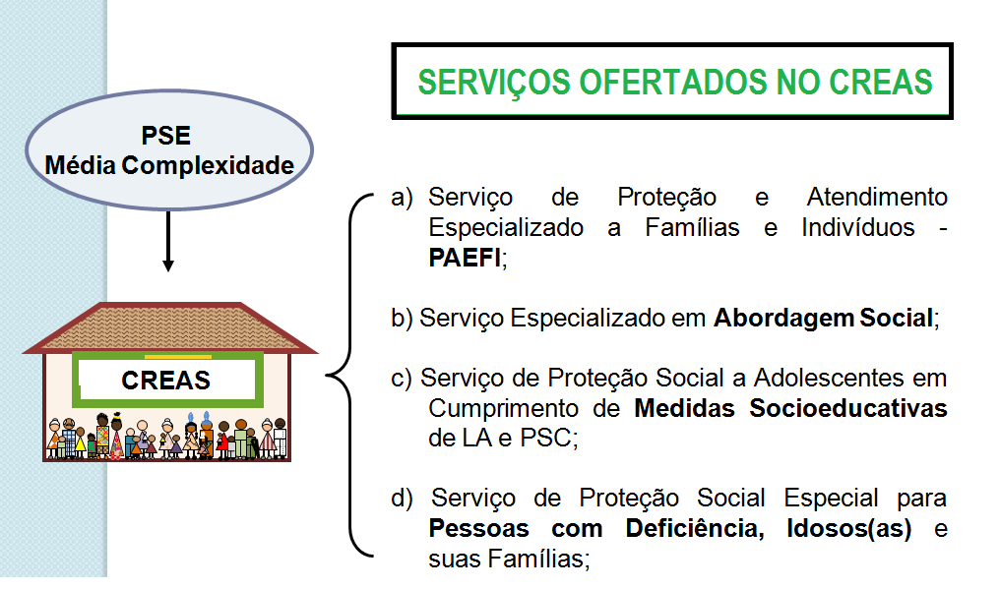 SERVIÇOS OFERTADOS NO CREAS
PSE
Média Complexidade
CREAS
a) Serviço de Proteção e Atendimento
Especializado a Famílias e Indivíduos -
PAEFI;
b) Serviço Especializado em Abordagem Social;
c) Serviço de Proteção Social a Adolescentes em
Cumprimento de Medidas Socioeducativas
de LA e PSC;
d) Serviço de Proteção Social Especial para
Pessoas com Deficiência, Idosos(as) e
suas Famílias;